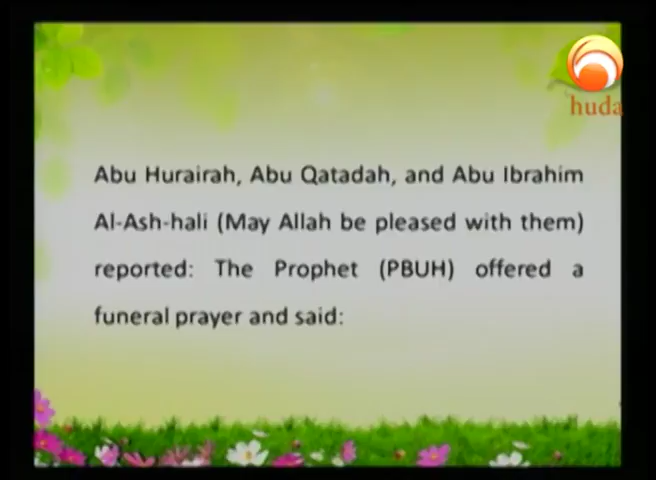 huda
Abu Hurairah, Abu Qatadah, and Abu Ibrahim
Al-Ash-hali (May Allah be pleased with them)
reported: The Prophet (PBUH) offered a
funeral prayer and said: